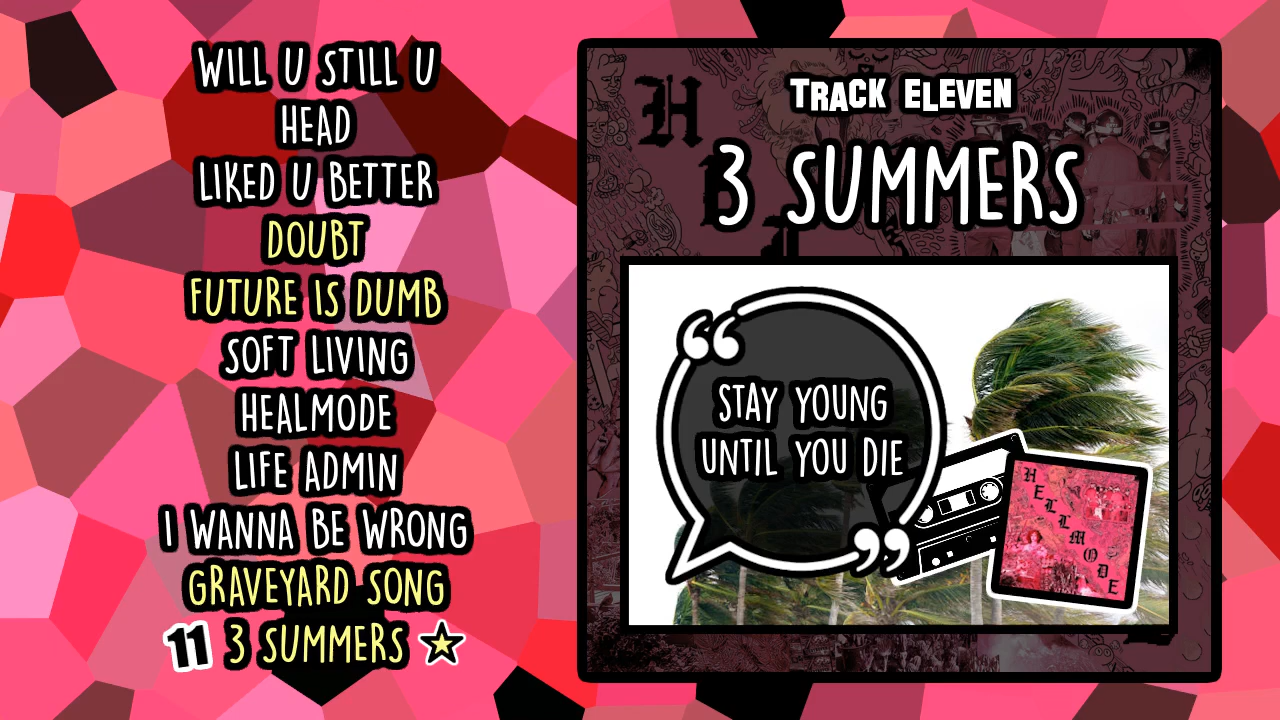 WILL U STILL U
HEAD
LIKED U BETTER
DOUBT
FUTURE IS DUMB
SOFT LIVING
HEALMODE
LIFE ADMIN
I WANNA BE WRONG
GRAVEYARD SONG
11 3 SUMMERS
TRACK ELEVEN
3 SUMMERS
“STAY YOUNG
UNTIL YOU DIE”
HELLMODE